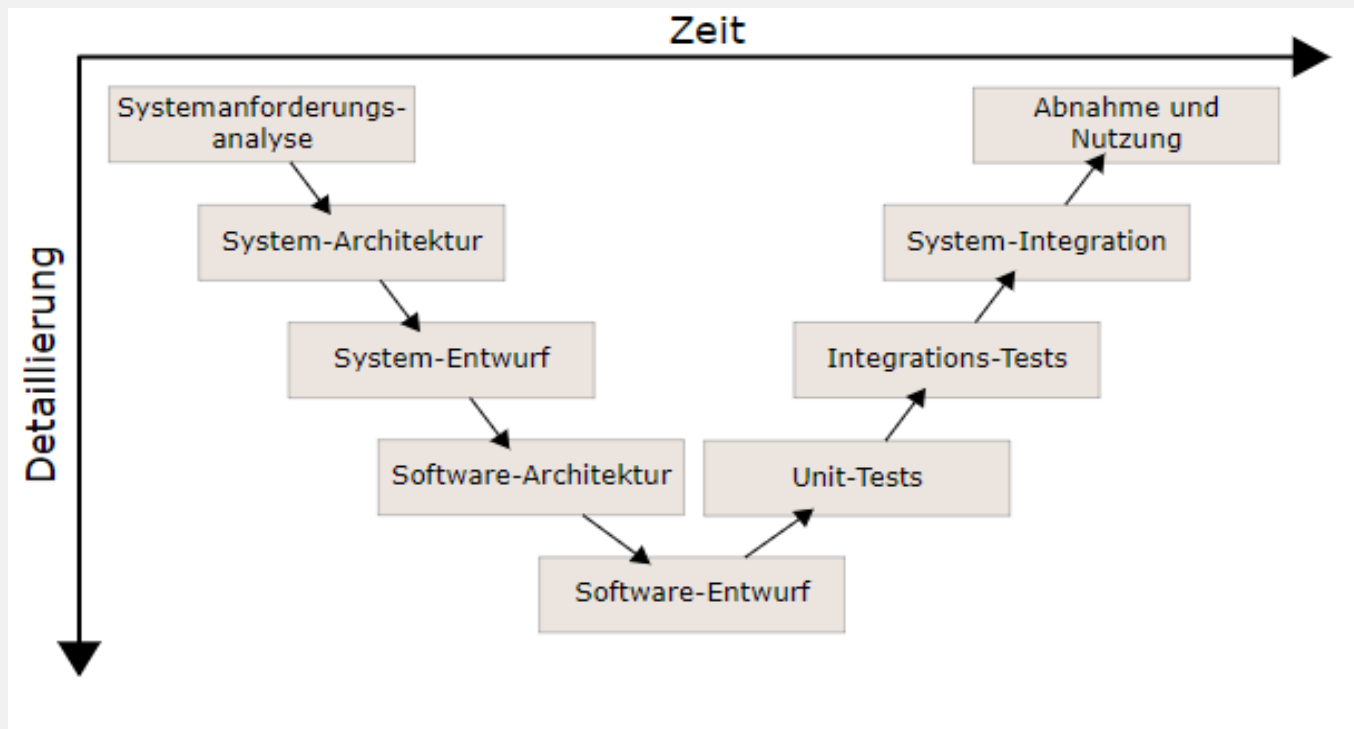 Zeit
Detaillierung
Systemanforderungs-
analyse
Abnahme und
Nutzung
System-Architektur
System-Integration
System-Entwurf
Integrations-Tests
Software-Architektur
Unit-Tests
Software-Entwurf